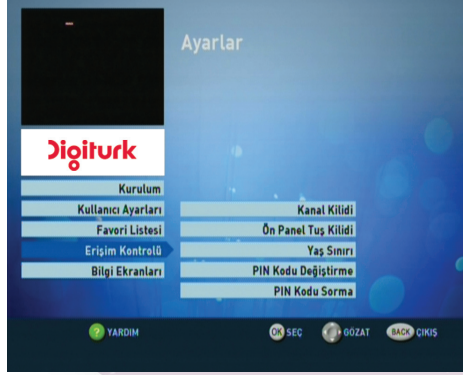 Ayarlar
Digiturk
Kurulum
Kullanıcı Ayarları
Favori Listesi
Erişim Kontrolü
Bilgi Ekranları
Kanal Kilidi
Ön Panel Tuş Kilidi
Yaş Sınırı
PIN Kodu Değiştirme
PIN Kodu Sorma
? YARDIM OK SEÇ GÖZAT BACK ÇIKIŞ